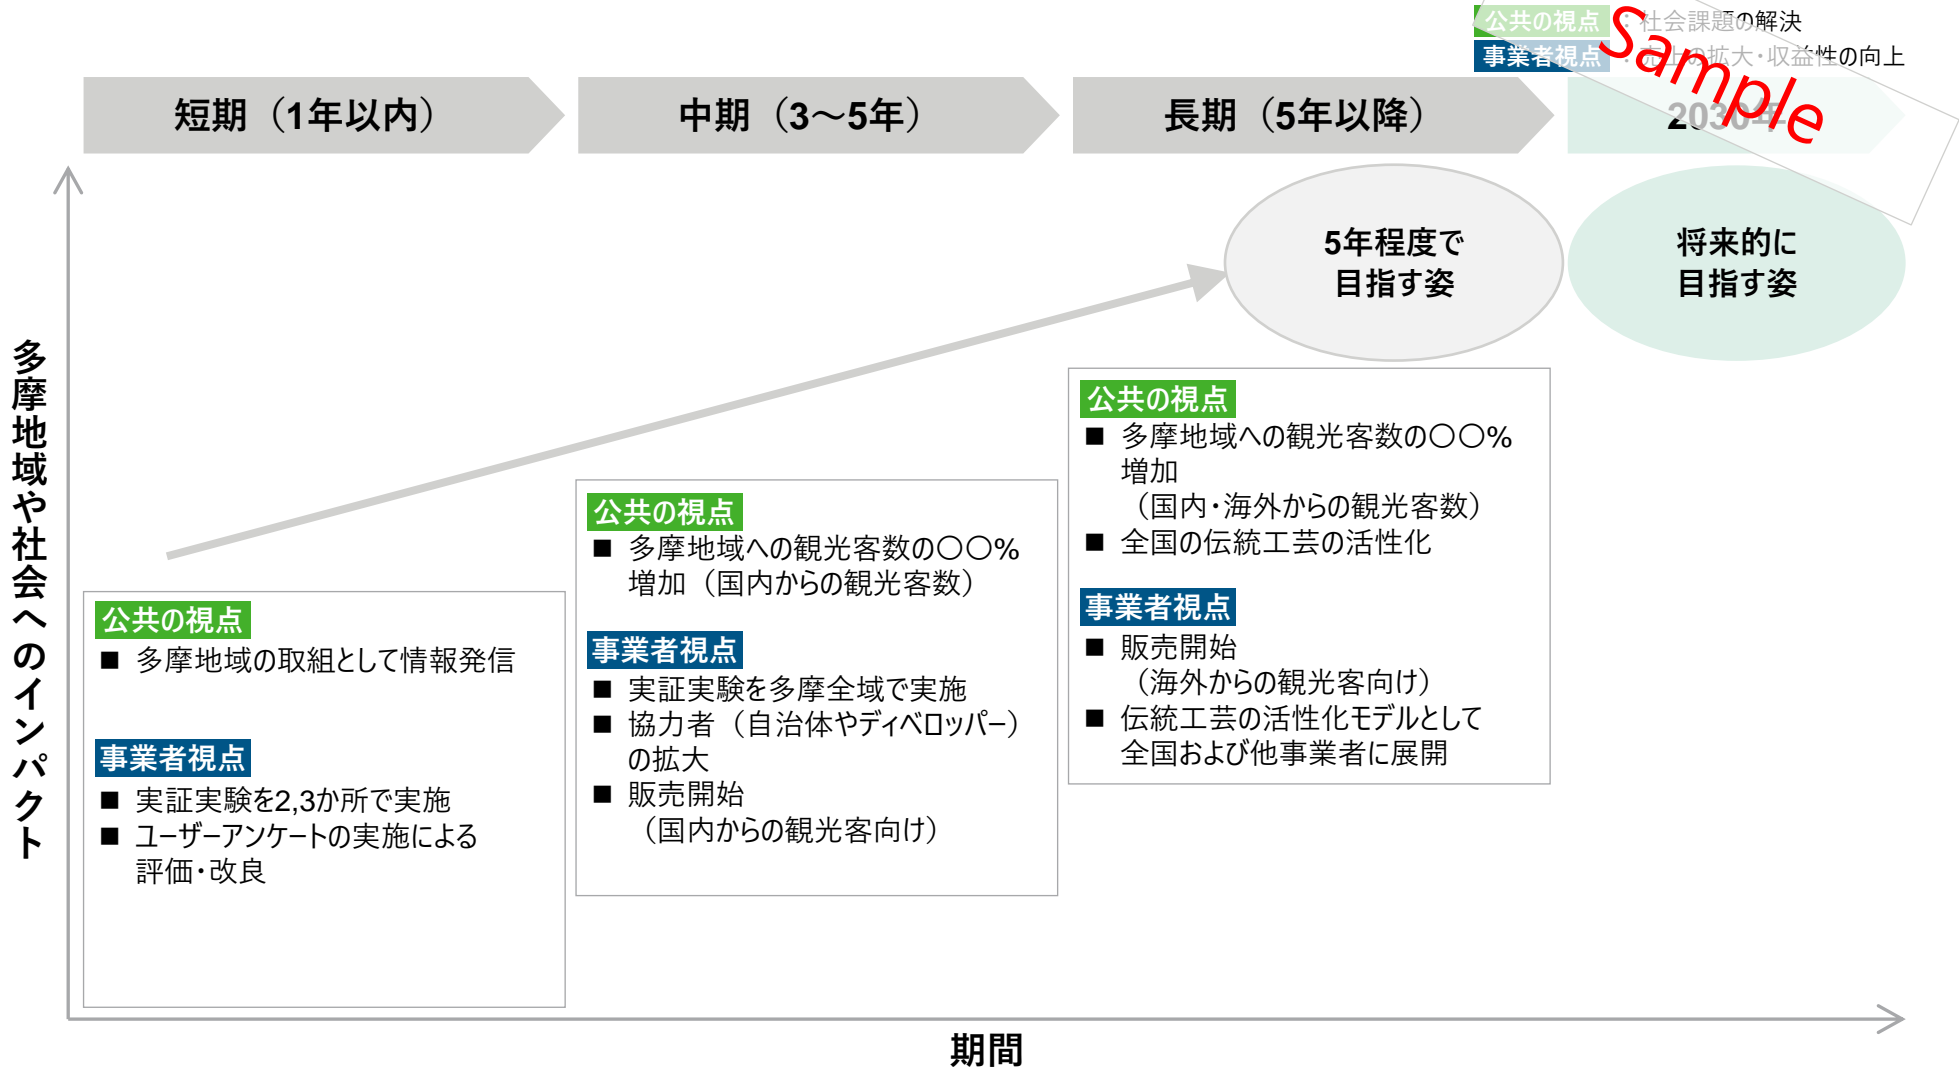 公共の視点：社会課題の解決
事業者視点：売上の拡大・収益性の向上
Sample
短期（1年以内）
中期（3～5年）
長期（5年以降）
2030年
5年程度で
目指す姿
将来的に
目指す姿
多摩地域や社会へのインパクト
公共の視点
■ 多摩地域の取組として情報発信
事業者視点
■ 実証実験を2,3か所で実施
■ ユーザーアンケートの実施による
評価・改良
公共の視点
■ 多摩地域への観光客数の〇〇%
増加（国内からの観光客数）
事業者視点
■ 実証実験を多摩全域で実施
■ 協力者（自治体やディベロッパー）
の拡大
■ 販売開始
（国内からの観光客向け）
公共の視点
■ 多摩地域への観光客数の〇〇%
増加
（国内・海外からの観光客数）
■ 全国の伝統工芸の活性化
事業者視点
■ 販売開始
（海外からの観光客向け）
■ 伝統工芸の活性化モデルとして
全国および他事業者に展開
期間